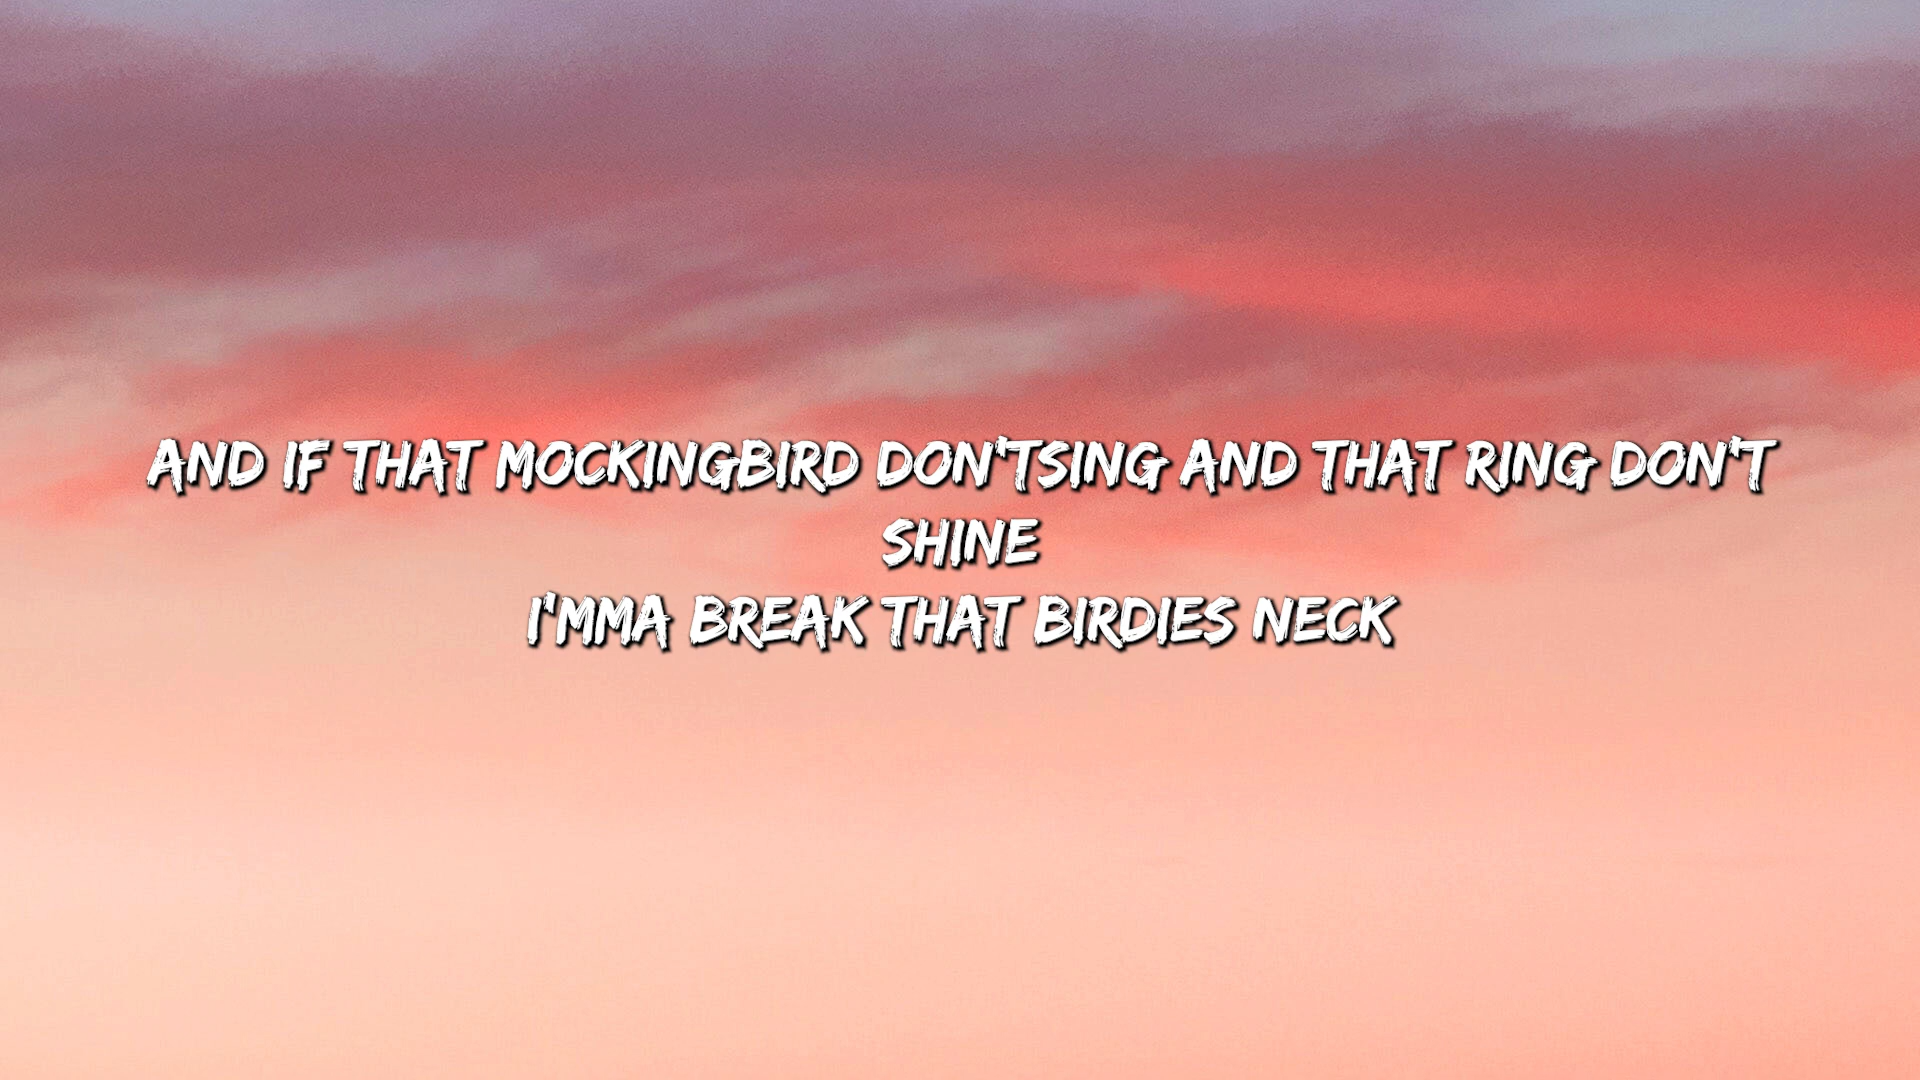 AND IF THAT MOCKINGBIRD DON'TSING AND THAT RING DON'T
SHINE
I'MMA BREAK THAT BIRDIES NECK